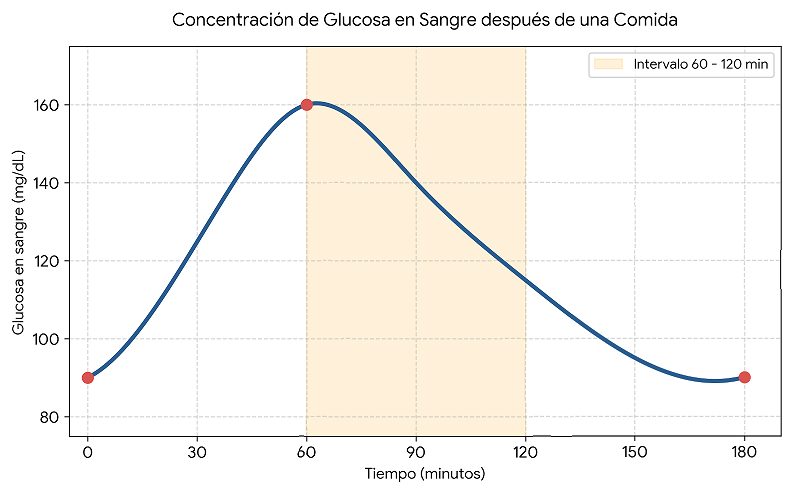 Concentración de Glucosa en Sangre después de una Comida
Intervalo 60 - 120 min
Glucosa en sangre (mg/dL)
160
140
120
100
80
0 30 60 90 120 150 180
Tiempo (minutos)